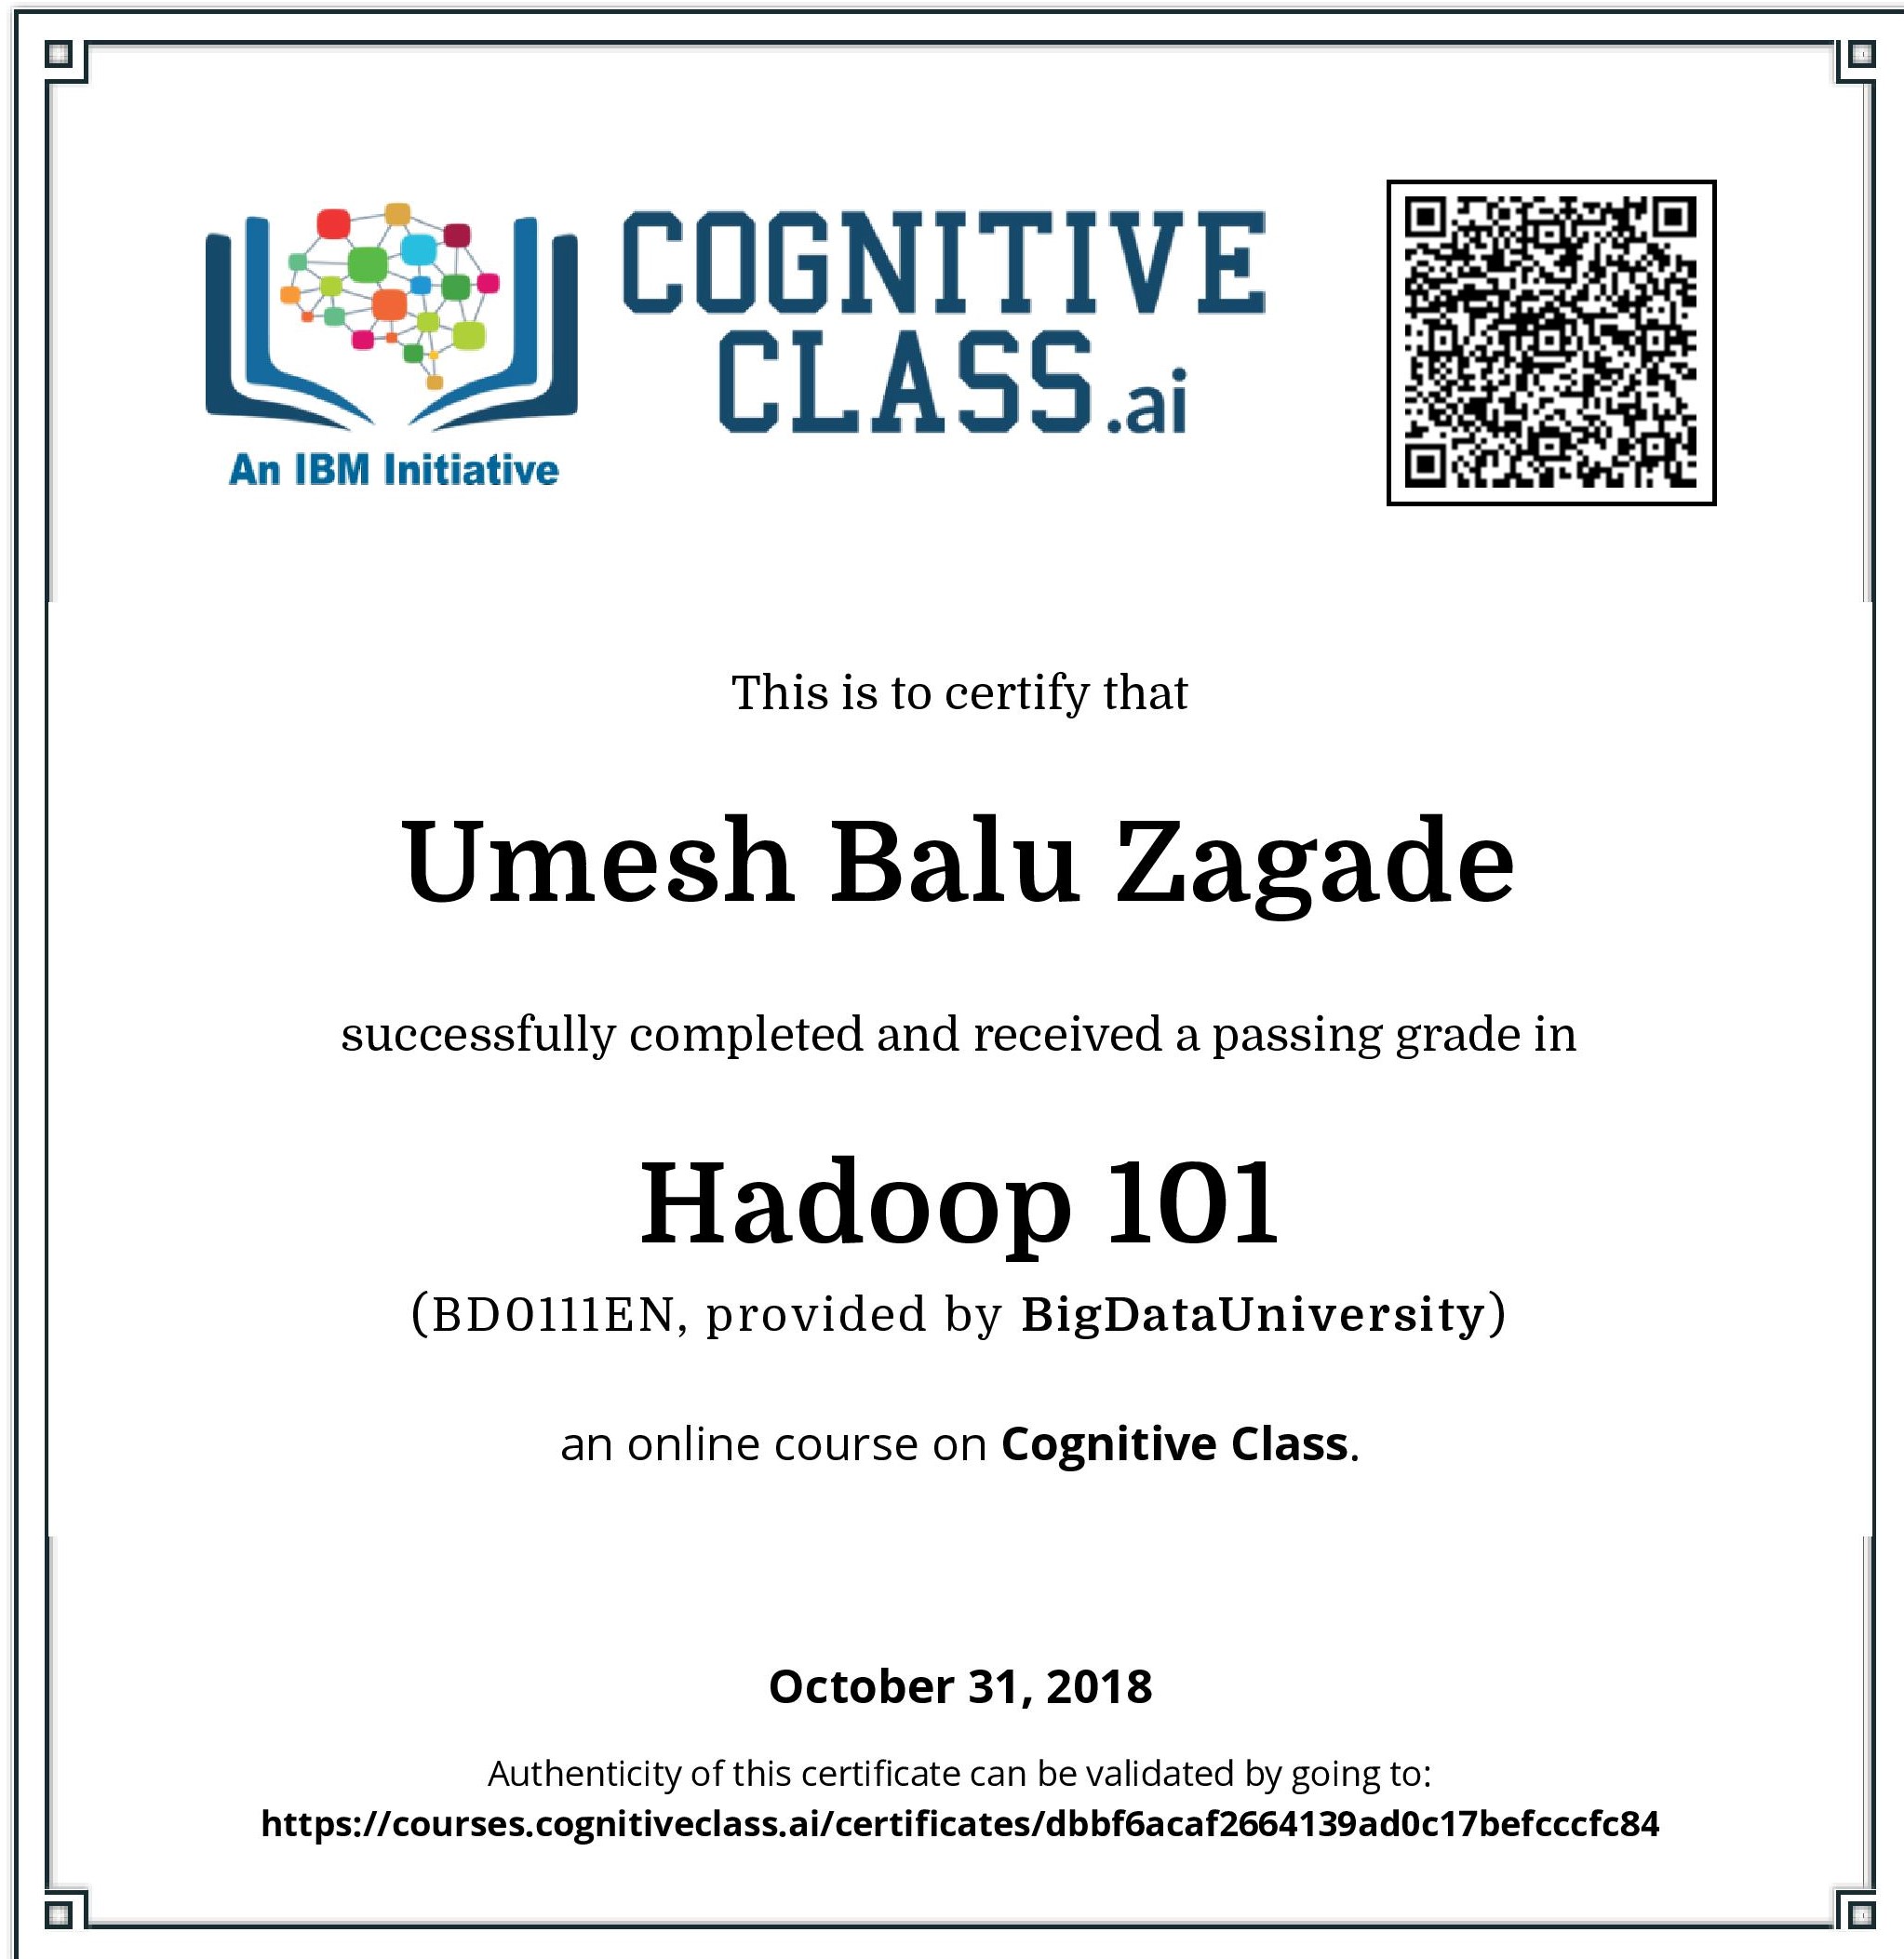 COGNITIVE
CLASS.ai
An IBM Initiative
This is to certify that
Umesh Balu Zagade
successfully completed and received a passing grade in
Hadoop 101
(BD0111EN, provided by BigDataUniversity)
an online course on Cognitive Class.
October 31, 2018
Authenticity of this certificate can be validated by going to:
https://courses.cognitiveclass.ai/certificates/dbbf6acaf2664139ad0c17befcccfc84